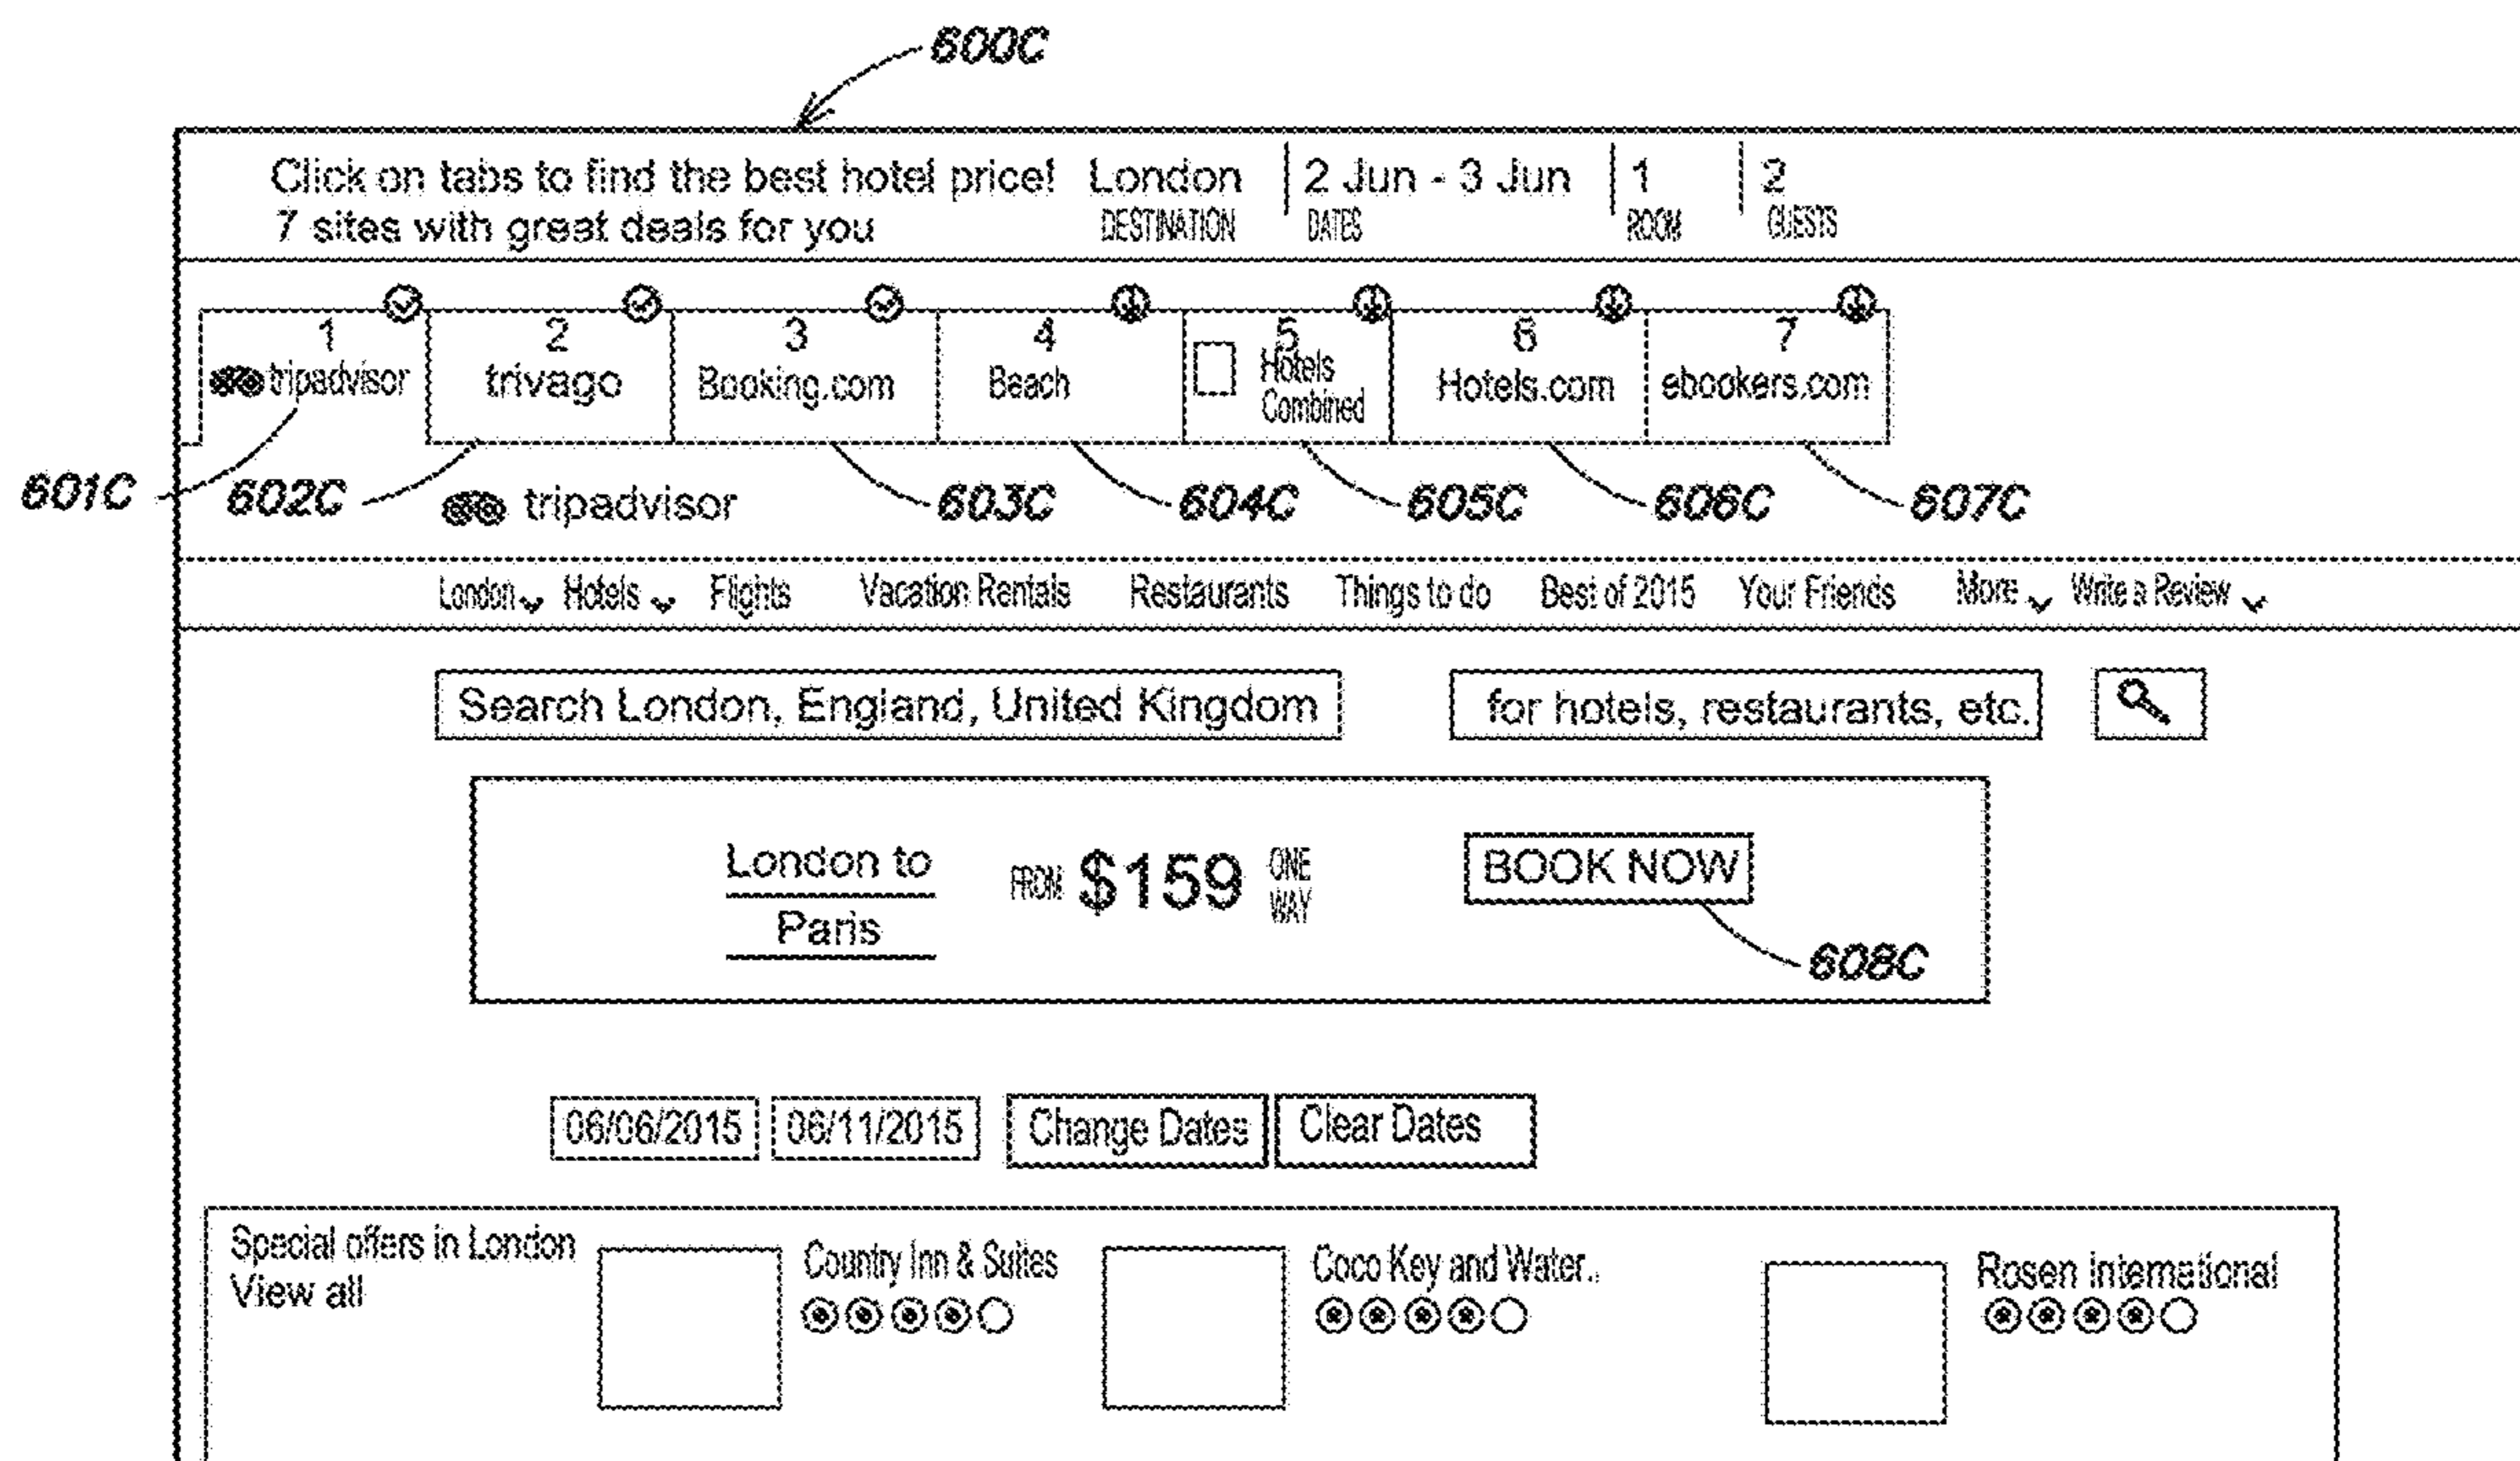 600C
Click on tabs to find the best hotel price! London 2 Jun - 3 Jun 1 2
7 sites with great deals for you DESTINATION DATES ROOM GUESTS
1 2 3 4 5 6 7
tripadvisor trivago Booking.com Beach Hotels Combined Hotels.com ebookers.com
601C 602C tripadvisor 603C 604C 605C 606C 607C
London Hotels Flights Vacation Rentals Restaurants Things to do Best of 2015 Your Friends More Write a Review
Search London, England, United Kingdom for hotels, restaurants, etc.
London to FROM $159 ONE WAY BOOK NOW
Paris
608C
06/06/2015 06/11/2015 Change Dates Clear Dates
Special offers in London Country Inn & Suites Coco Key and Water.. Rosen International
View all